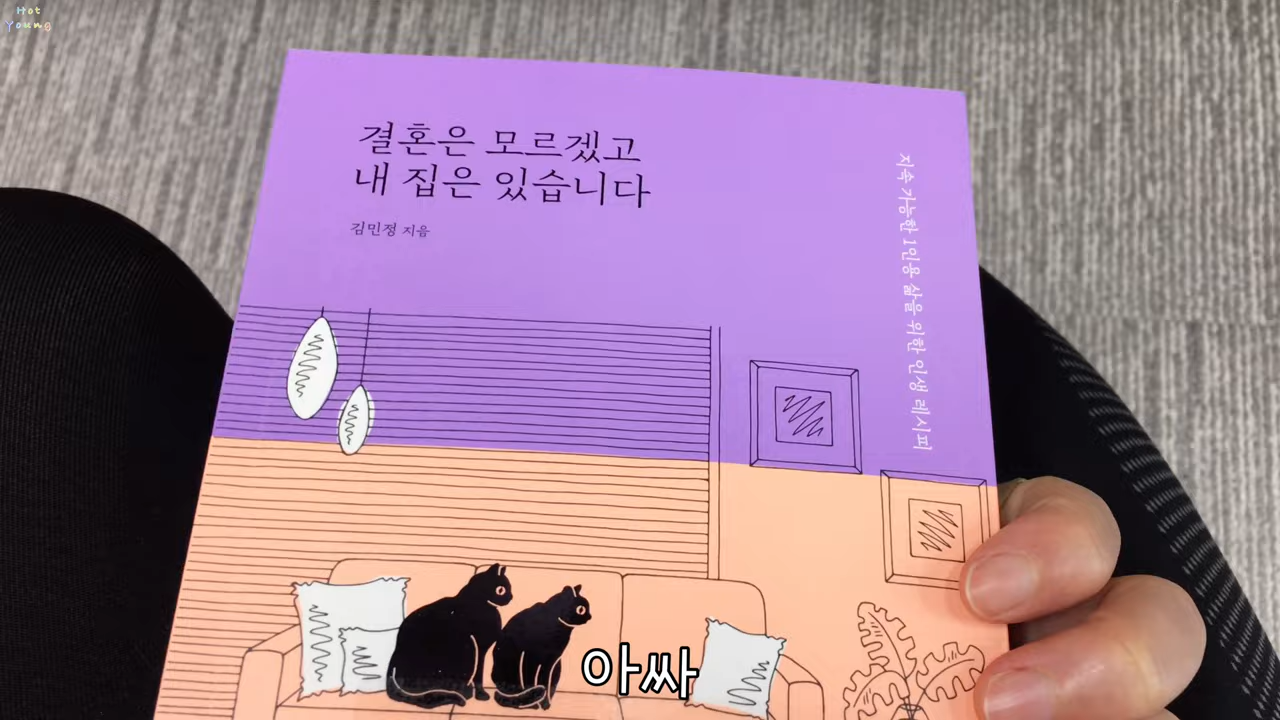 Hot
Young
결혼은 모르겠고
내 집은 있습니다
김민정 지음
지속 가능한 1인용 삶을 위한 인생 레시피
아싸